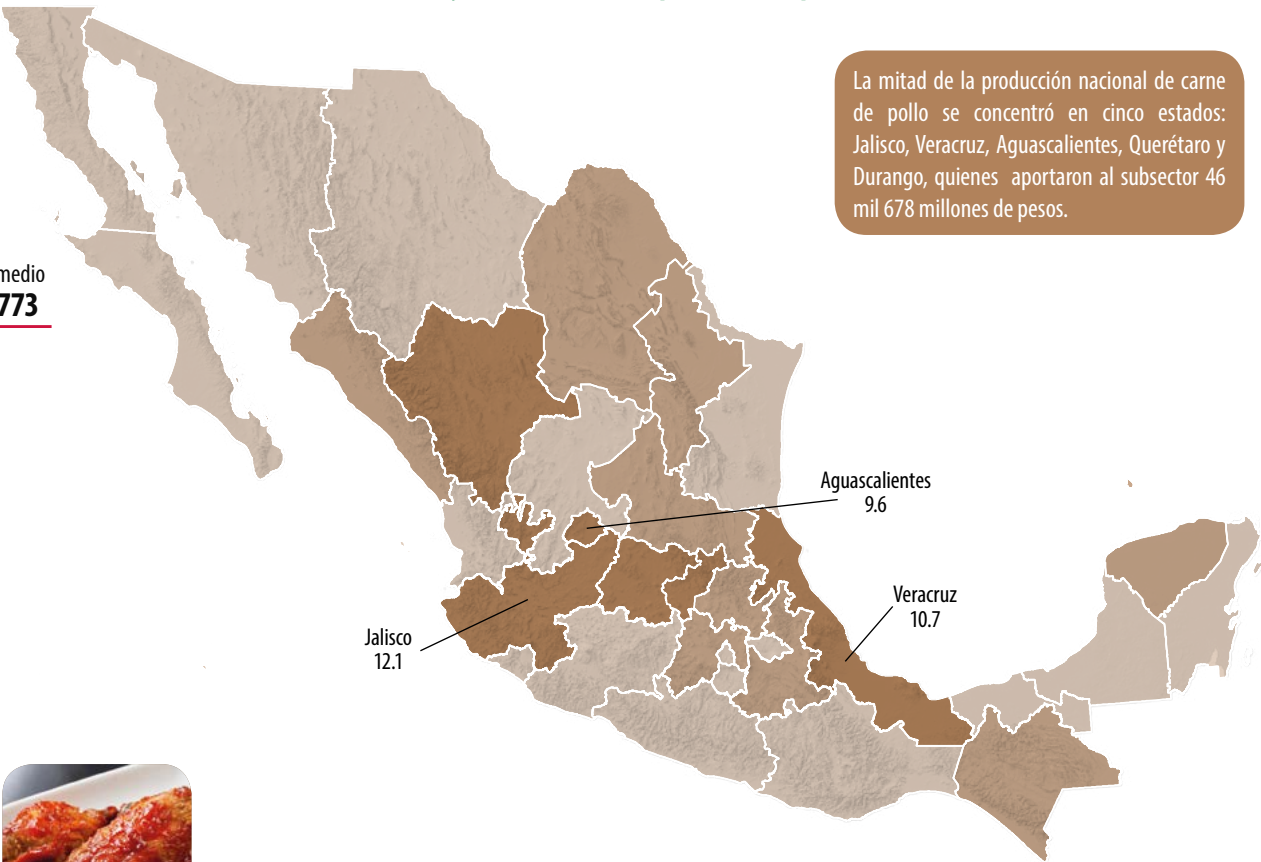 La mitad de la producción nacional de carne
de pollo se concentró en cinco estados:
Jalisco, Veracruz, Aguascalientes, Querétaro y
Durango, quienes aportaron al subsector 46
mil 678 millones de pesos.
medio
773
Aguascalientes
9.6
Veracruz
10.7
Jalisco
12.1